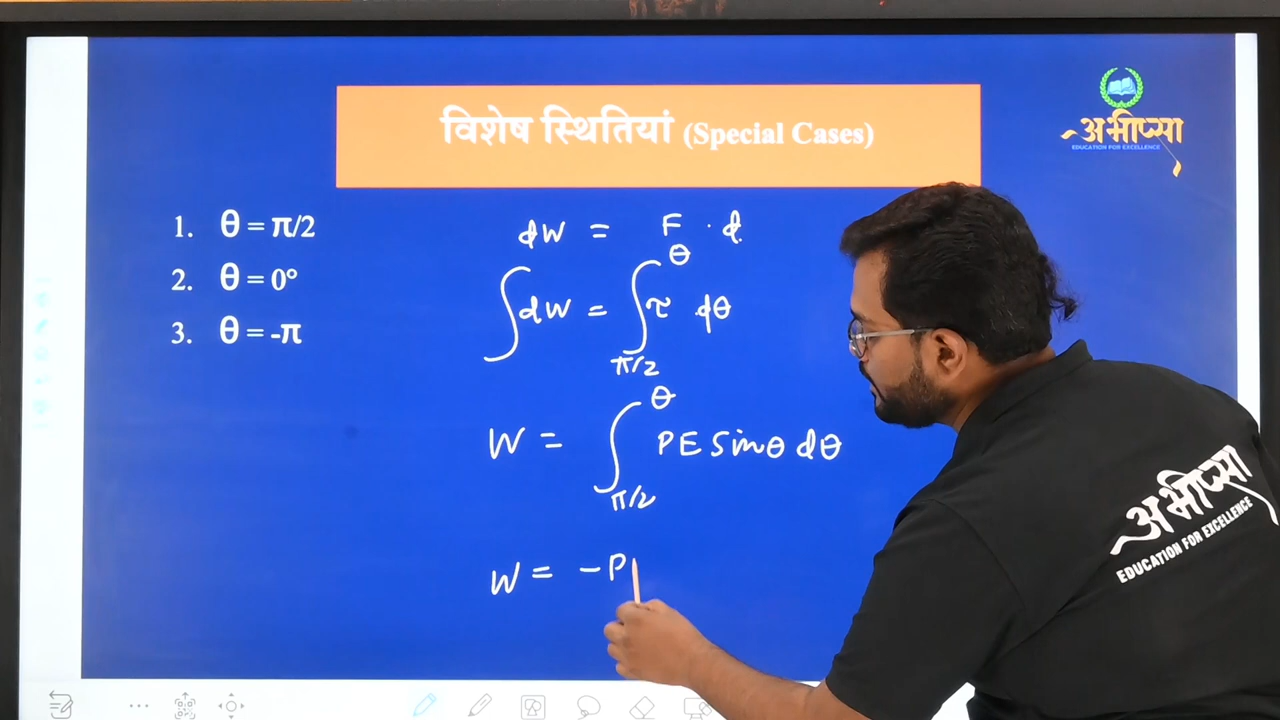 विशेष स्थितियां (Special Cases)
अभीप्सा
EDUCATION FOR EXCELLENCE
1. θ = π/2
2. θ = 0°
3. θ = -π
dW = F · d
∫dW = ∫_{π/2}^{θ} τ dθ
W = ∫_{π/2}^{θ} PE Sinθ dθ
W = -P
अभीप्सा
EDUCATION FOR EXCELLENCE